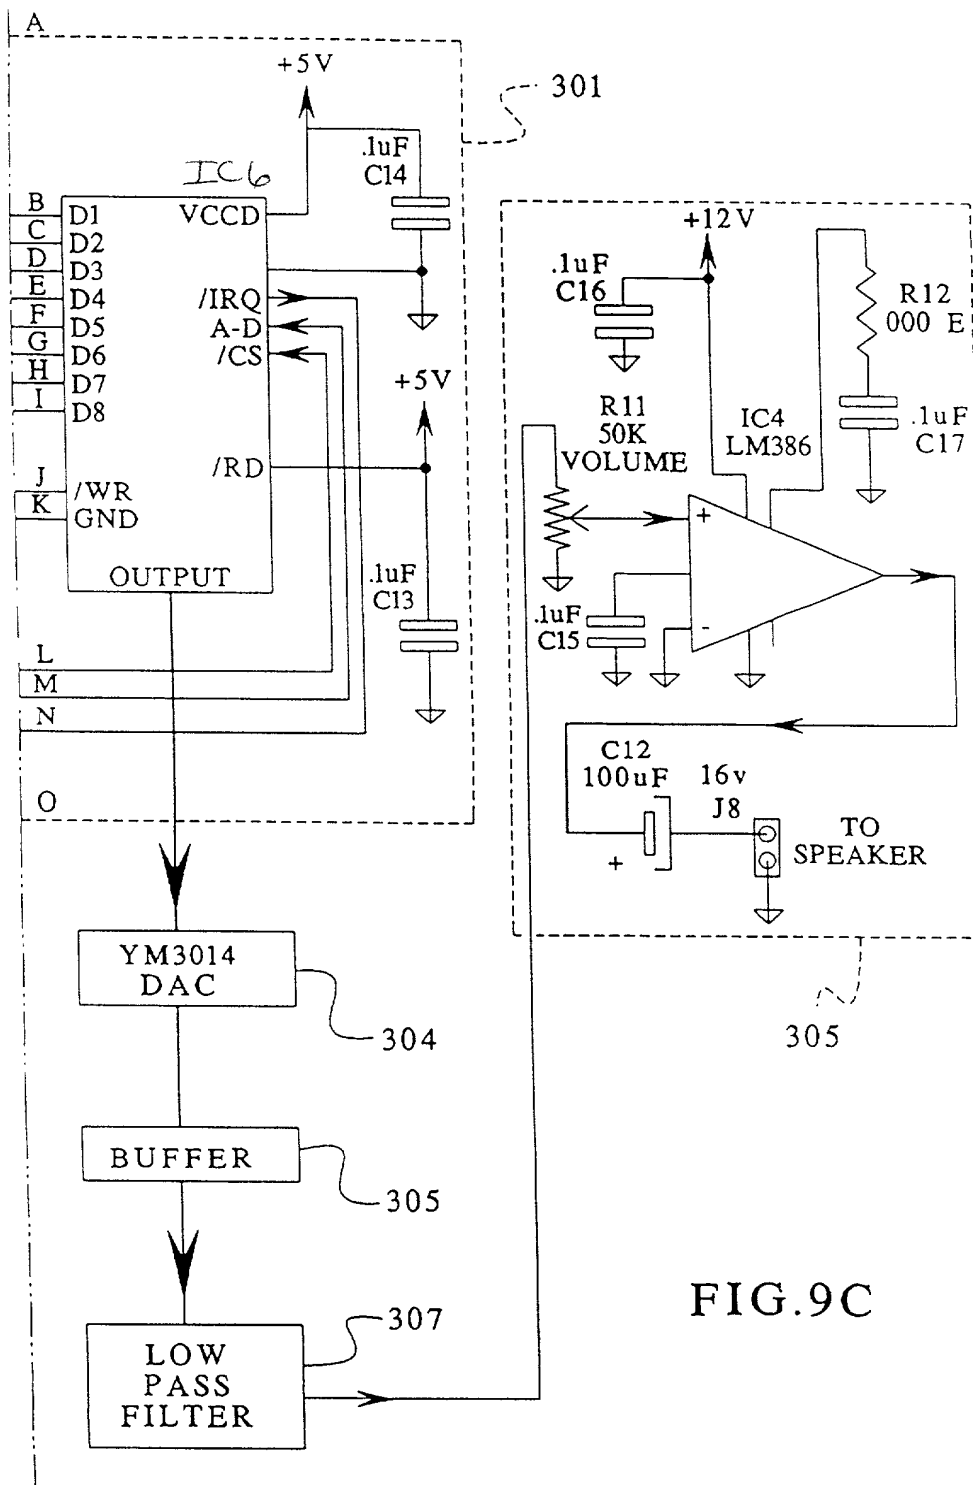 A
+5V
301
.1uF
C14
IC6
B
D1
VCCD
C
D2
D
D3
E
D4
/IRQ
F
D5
A-D
G
D6
/CS
H
D7
I
D8
+5V
J
/RD
/WR
K
GND
OUTPUT
.1uF
C13
L
M
N
O
+12V
.1uF
C16
R12
000 E
R11
50K
VOLUME
IC4
LM386
.1uF
C17
+
.1uF
C15
-
C12
100uF
16v
J8
+
TO
SPEAKER
305
YM3014
DAC
304
BUFFER
305
307
LOW
PASS
FILTER
FIG.9C